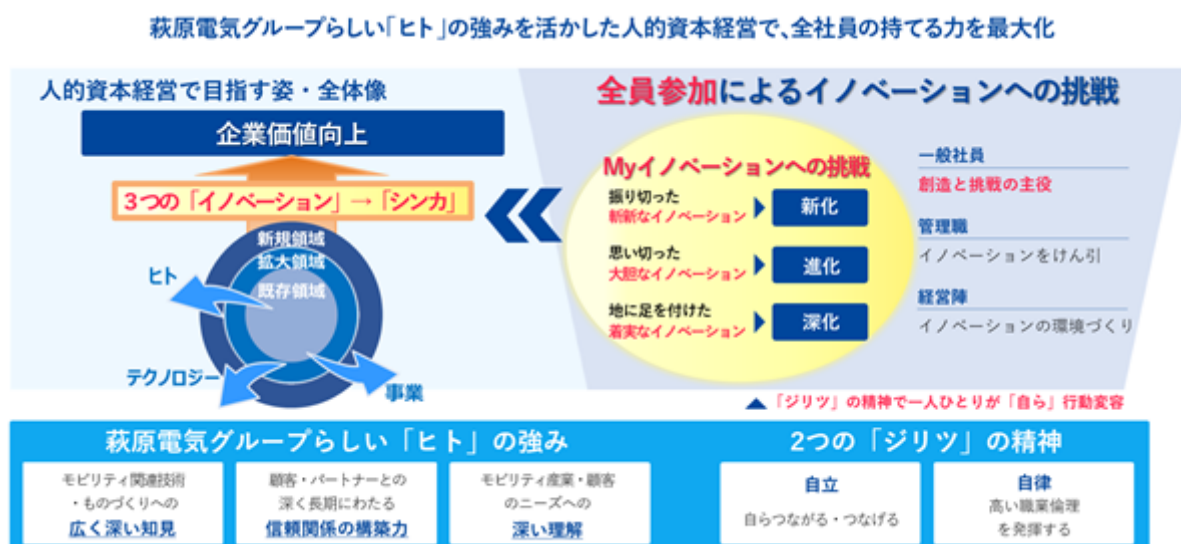 萩原電気グループらしい「ヒト」の強みを活かした人的資本経営で、全社員の持てる力を最大化
人的資本経営で目指す姿・全体像
企業価値向上
3つの「イノベーション」→「シンカ」
新規領域
拡大領域
既存領域
ヒト
テクノロジー
事業
全員参加によるイノベーションへの挑戦
Myイノベーションへの挑戦
振り切った
斬新なイノベーション
新化
思い切った
大胆なイノベーション
進化
地に足を付けた
着実なイノベーション
深化
一般社員
創造と挑戦の主役
管理職
イノベーションをけん引
経営陣
イノベーションの環境づくり
「ジリツ」の精神で一人ひとりが「自ら」行動変容
萩原電気グループらしい「ヒト」の強み
モビリティ関連技術
・ものづくりへの
広く深い知見
顧客・パートナーとの
深く長期にわたる
信頼関係の構築力
モビリティ産業・顧客
のニーズへの
深い理解
2つの「ジリツ」の精神
自立
自らつながる・つなげる
自律
高い職業倫理
を発揮する